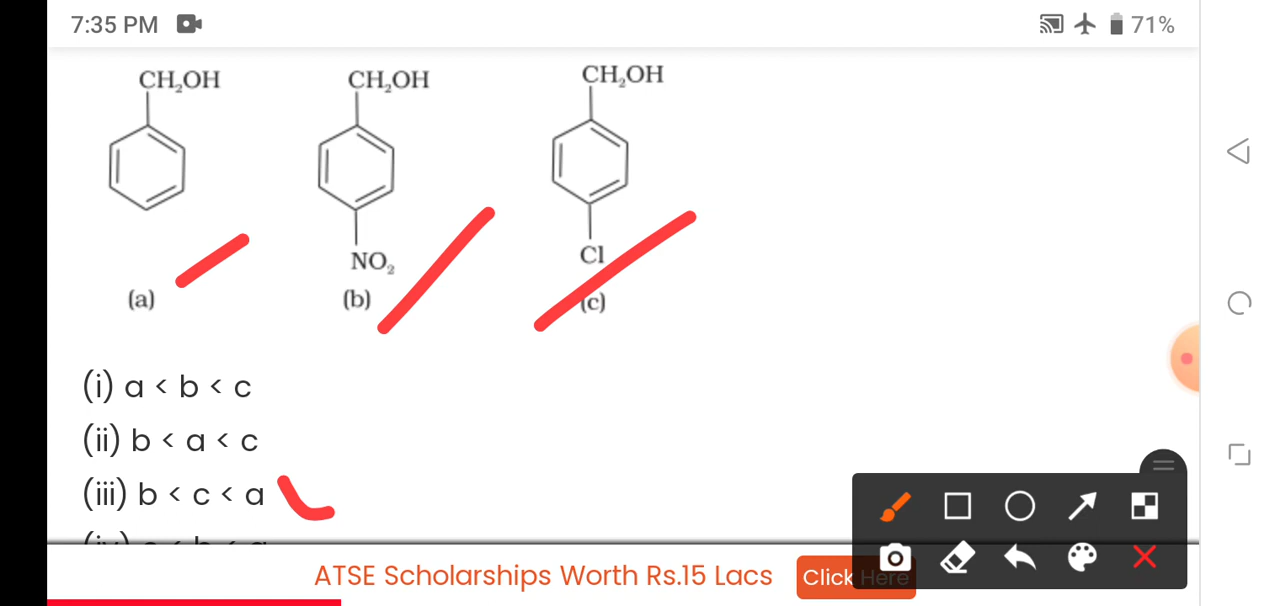 7:35 PM 71%
CH₂OH CH₂OH CH₂OH
NO₂ Cl
(a) (b) (c)
(i) a < b < c
(ii) b < a < c
(iii) b < c < a
ATSE Scholarships Worth Rs.15 Lacs Click Here